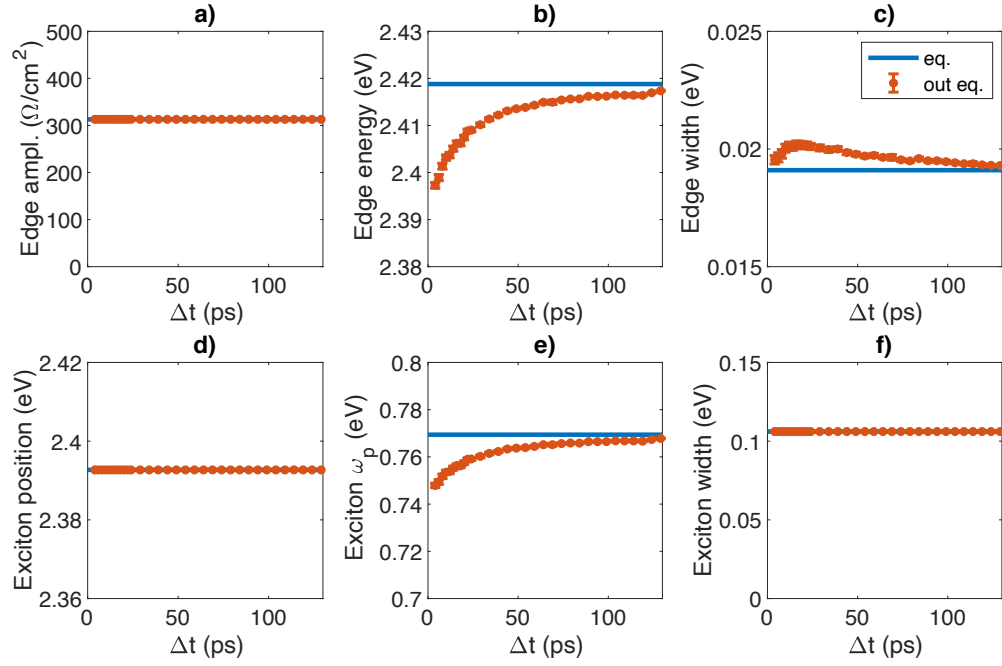 a)
500
400
300
200
100
0
Edge ampl. (Ω/cm²)
0
50
100
Δt (ps)
b)
2.43
2.42
2.41
2.4
2.39
2.38
Edge energy (eV)
0
50
100
Δt (ps)
c)
0.025
0.02
0.015
Edge width (eV)
eq.
out eq.
0
50
100
Δt (ps)
d)
2.42
2.4
2.38
2.36
Exciton position (eV)
0
50
100
Δt (ps)
e)
0.8
0.78
0.76
0.74
0.72
0.7
Exciton ω_p (eV)
0
50
100
Δt (ps)
f)
0.15
0.1
0.05
0
Exciton width (eV)
0
50
100
Δt (ps)